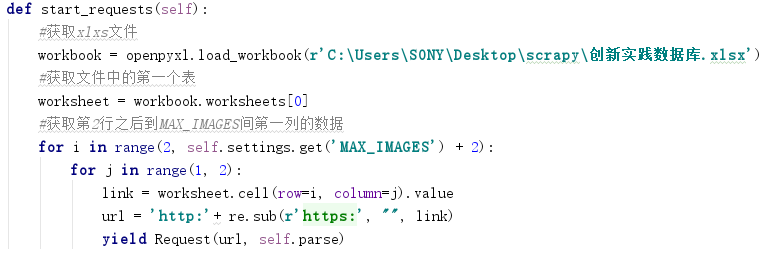 def start_requests(self):
    #获取xlxs文件
    workbook = openpyxl.load_workbook(r'C:\Users\SONY\Desktop\scrapy\创新实践数据库.xlsx')
    #获取文件中的第一个表
    worksheet = workbook.worksheets[0]
    #获取第2行之后到MAX_IMAGES间第一列的数据
    for i in range(2, self.settings.get('MAX_IMAGES') + 2):
        for j in range(1, 2):
            link = worksheet.cell(row=i, column=j).value
            url = 'http:'+ re.sub(r'https:', "", link)
            yield Request(url, self.parse)